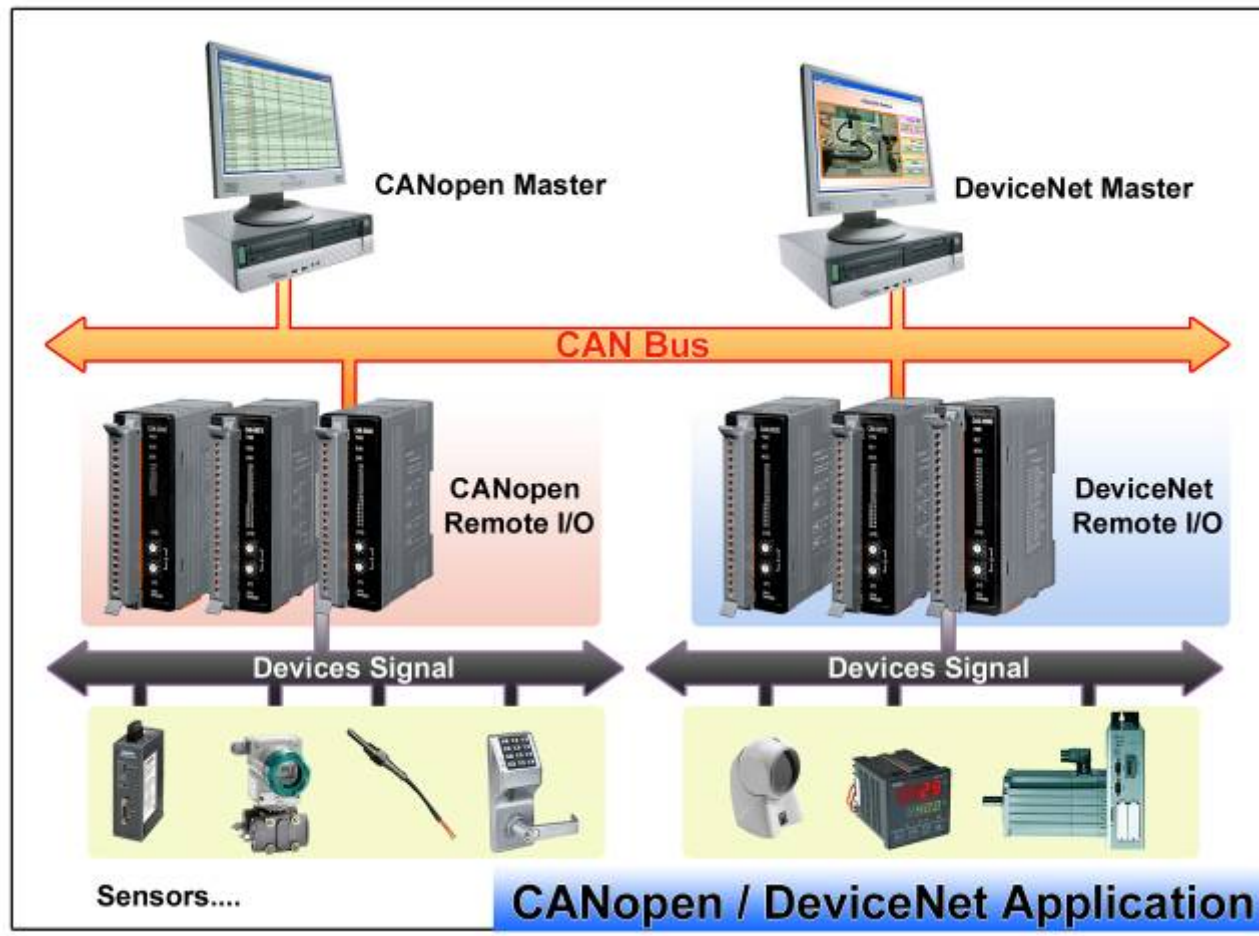 CANopen Master
DeviceNet Master
CAN Bus
CANopen
Remote I/O
DeviceNet
Remote I/O
Devices Signal
Devices Signal
Sensors....
CANopen / DeviceNet Application